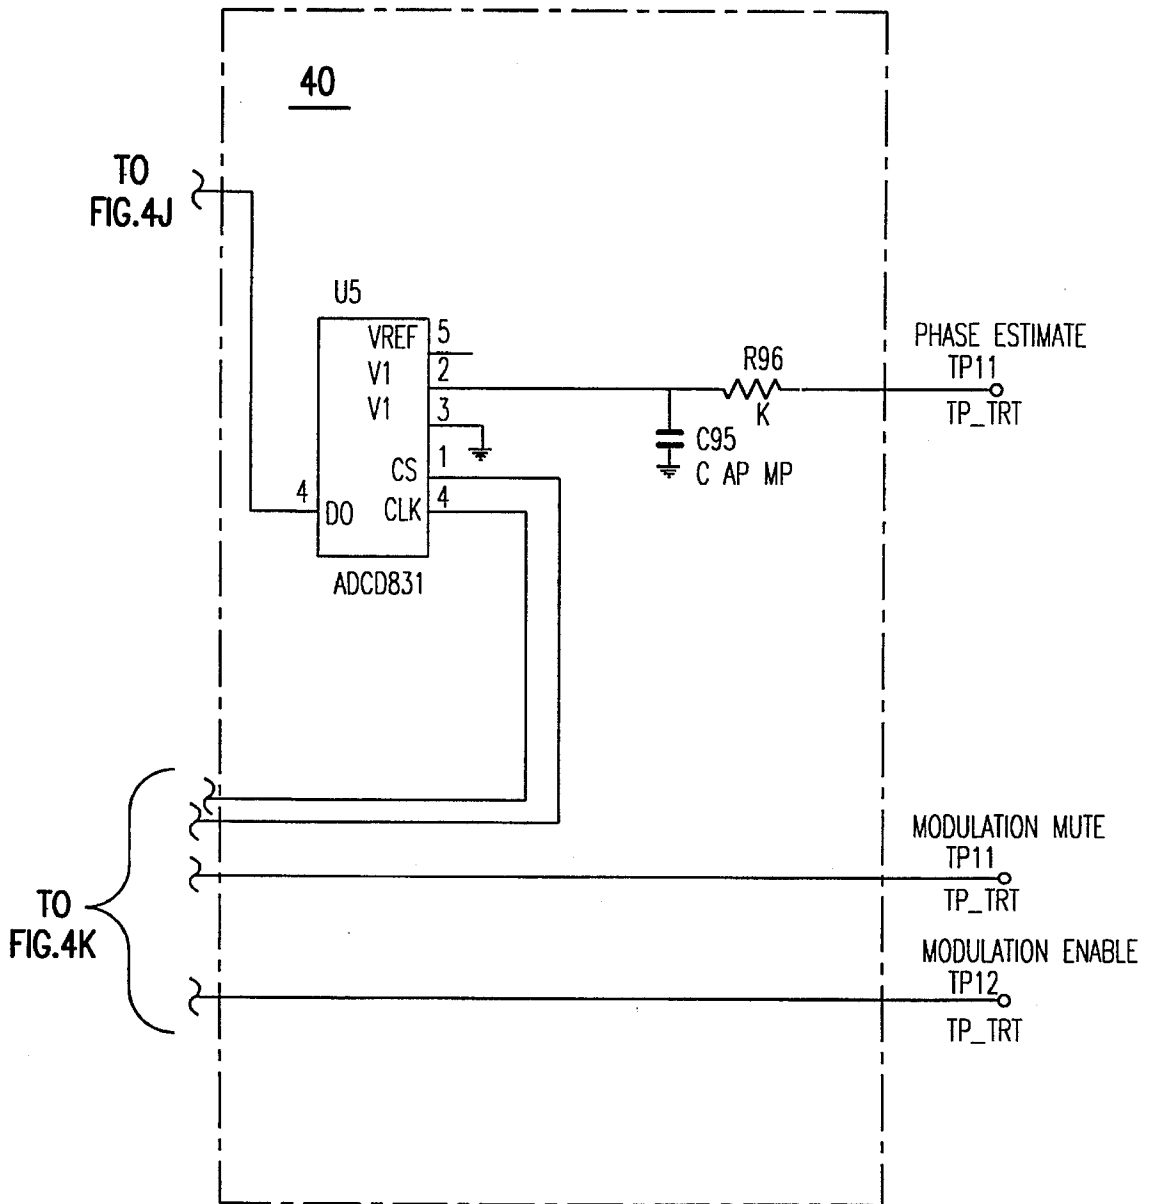 40
TO
FIG.4J
U5
VREF 5
V1 2
V1 3
CS 1
CLK 4
4 DO
ADCD831
R96
K
C95
C AP MP
PHASE ESTIMATE
TP11
TP_TRT
MODULATION MUTE
TP11
TP_TRT
TO
FIG.4K
MODULATION ENABLE
TP12
TP_TRT